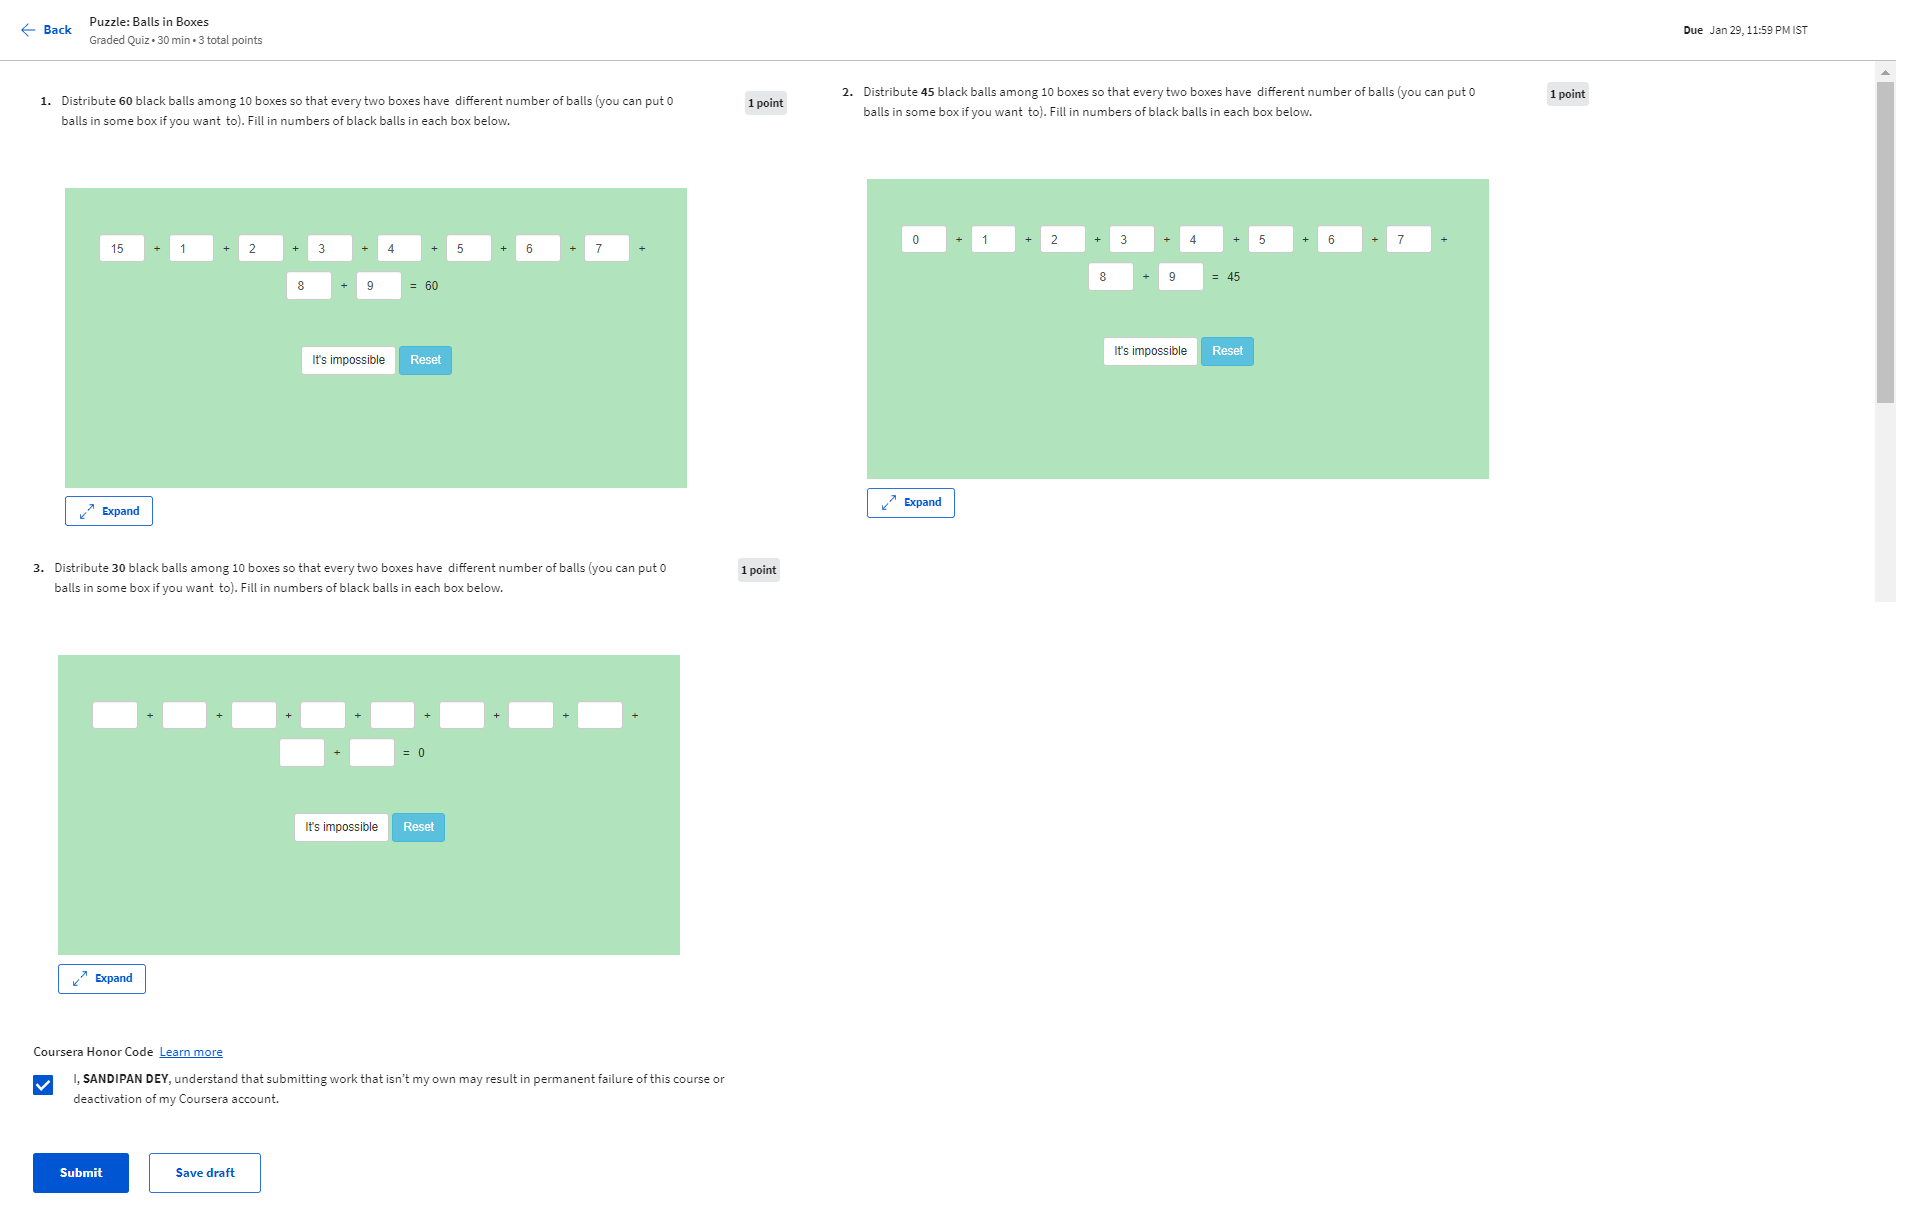 Back
Puzzle: Balls in Boxes
Graded Quiz • 30 min • 3 total points
Due Jan 29, 11:59 PM IST
1. Distribute 60 black balls among 10 boxes so that every two boxes have different number of balls (you can put 0
balls in some box if you want to). Fill in numbers of black balls in each box below.
1 point
15 + 1 + 2 + 3 + 4 + 5 + 6 + 7 +
8 + 9 = 60
It's impossible Reset
Expand
2. Distribute 45 black balls among 10 boxes so that every two boxes have different number of balls (you can put 0
balls in some box if you want to). Fill in numbers of black balls in each box below.
1 point
0 + 1 + 2 + 3 + 4 + 5 + 6 + 7 +
8 + 9 = 45
It's impossible Reset
Expand
3. Distribute 30 black balls among 10 boxes so that every two boxes have different number of balls (you can put 0
balls in some box if you want to). Fill in numbers of black balls in each box below.
1 point
+ + + + + + + +
+ = 0
It's impossible Reset
Expand
Coursera Honor Code Learn more
I, SANDIPAN DEY, understand that submitting work that isn't my own may result in permanent failure of this course or
deactivation of my Coursera account.
Submit Save draft